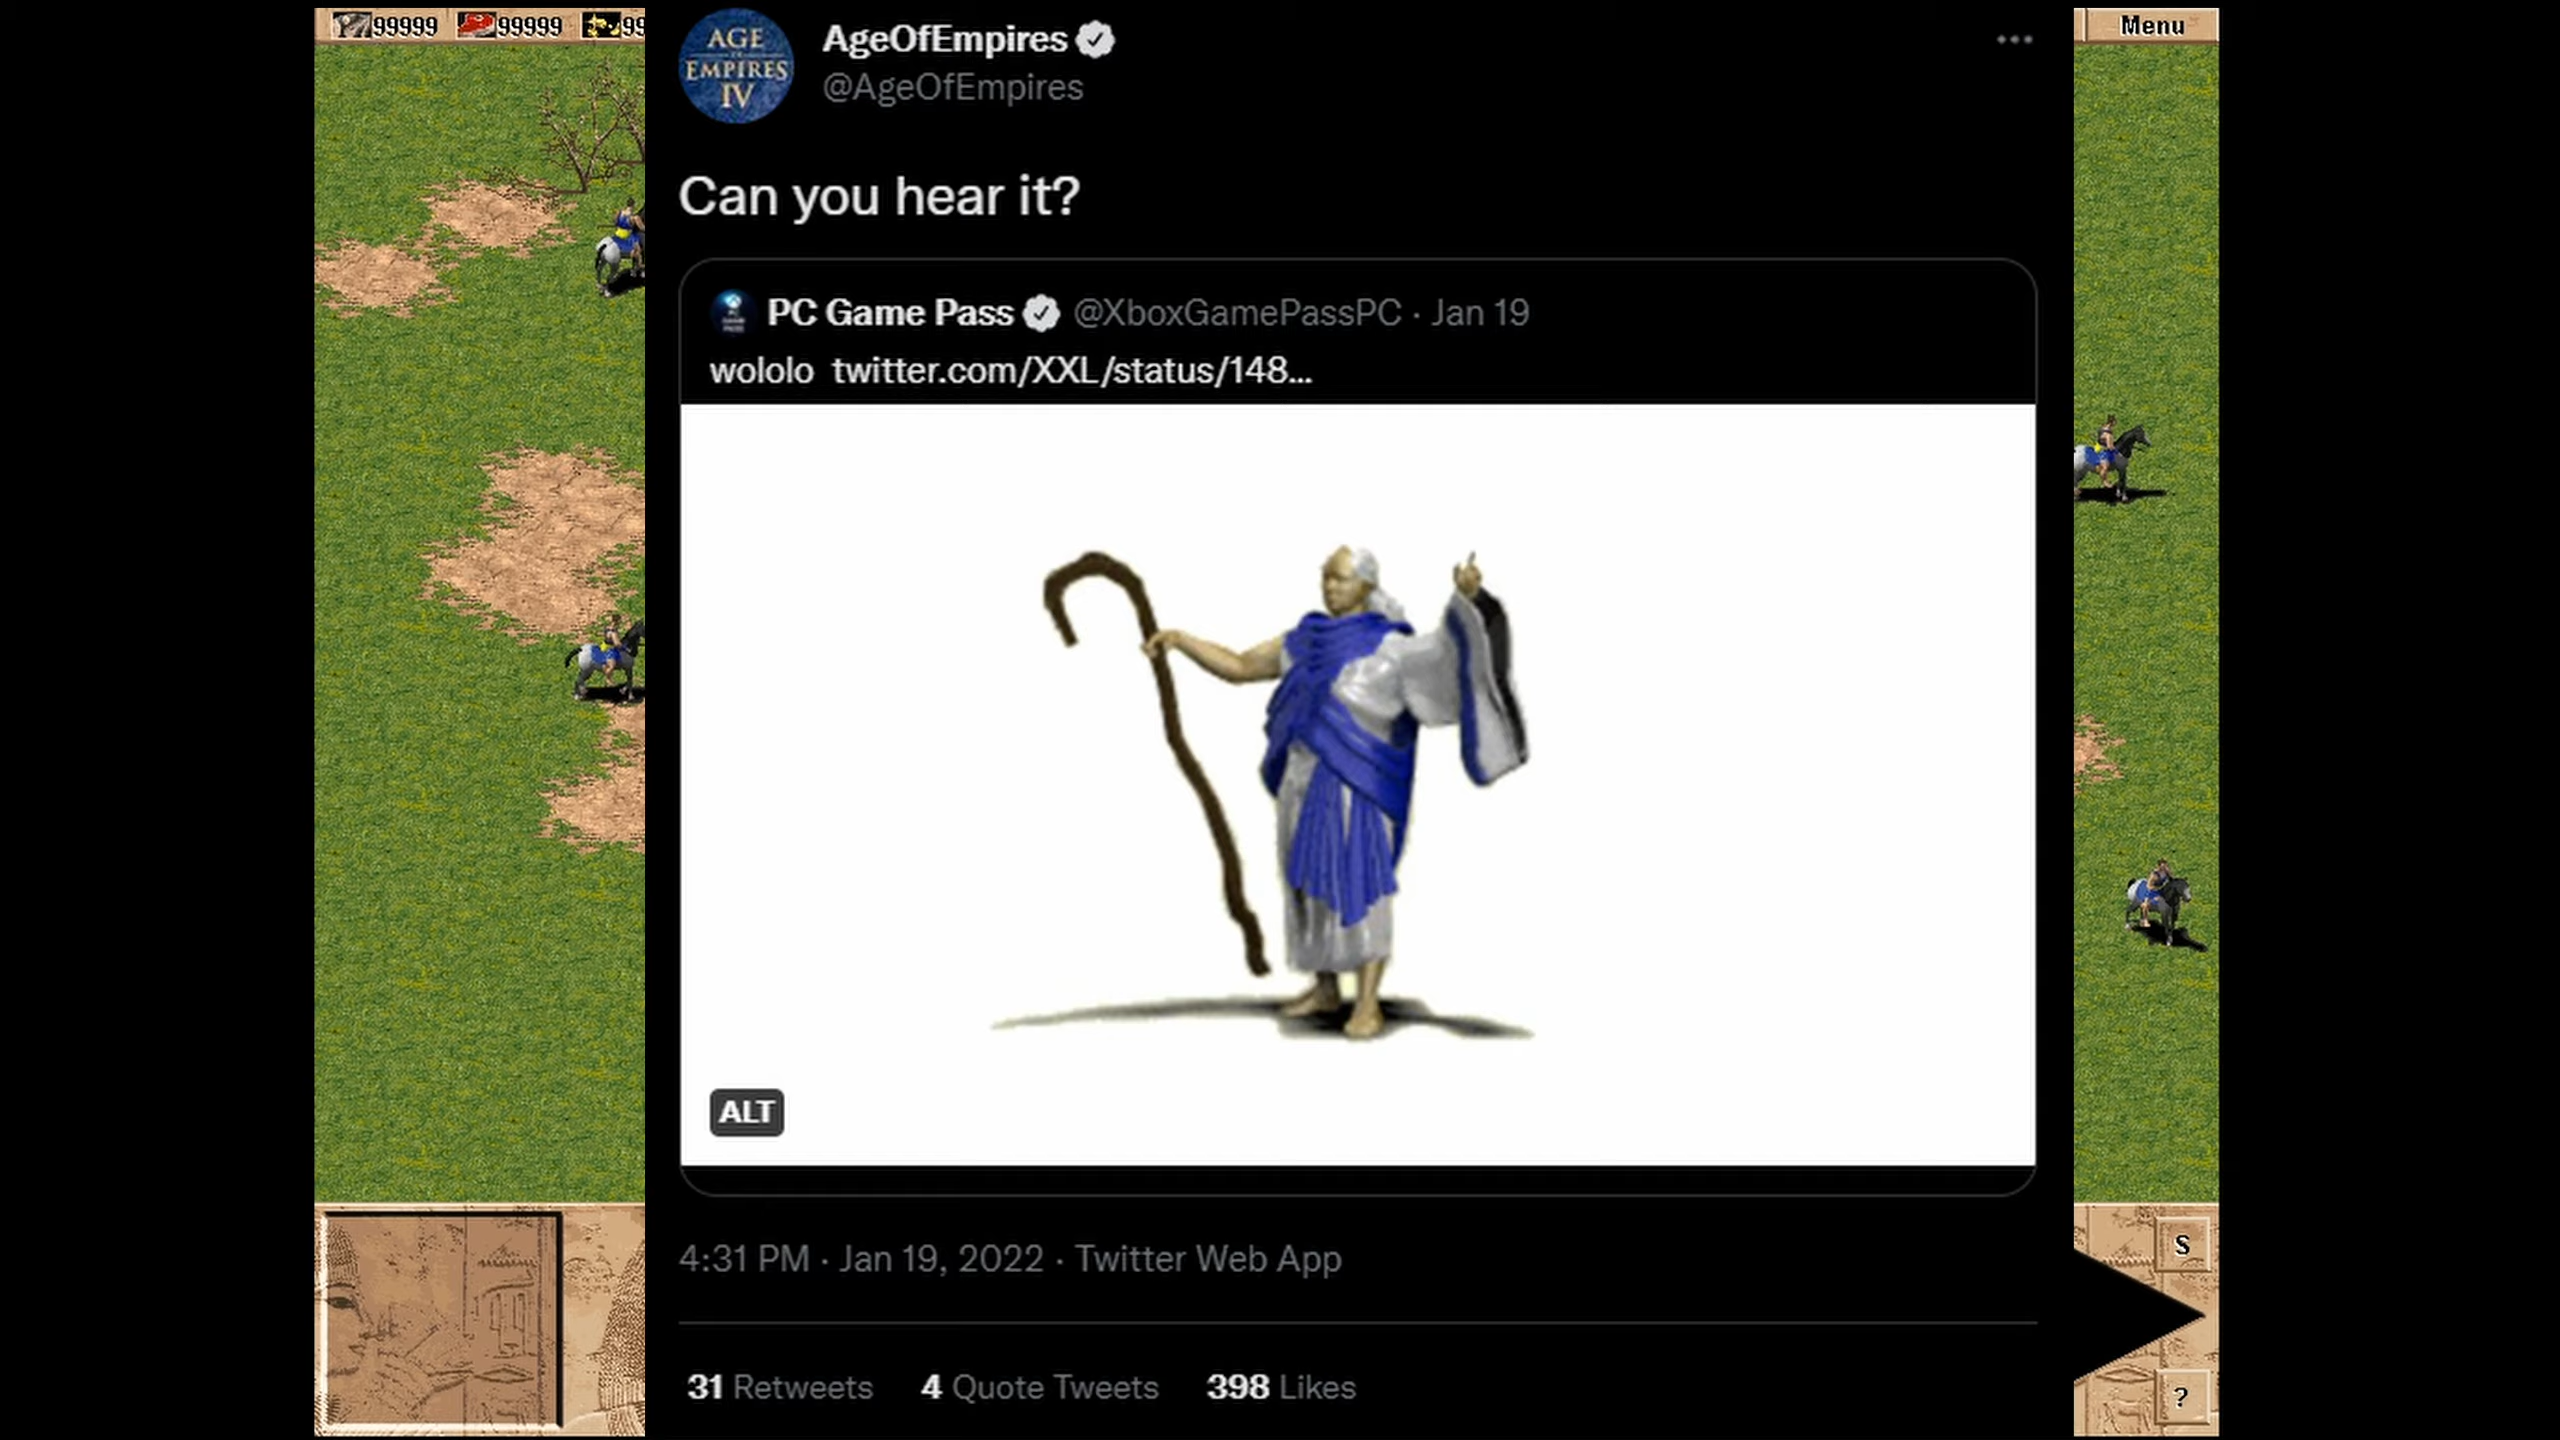 99999 99999 99
Menu
AGE
EMPIRES
IV
AgeOfEmpires
@AgeOfEmpires
Can you hear it?
PC Game Pass @XboxGamePassPC · Jan 19
wololo twitter.com/XXL/status/148...
ALT
4:31 PM · Jan 19, 2022 · Twitter Web App
31 Retweets 4 Quote Tweets 398 Likes
S
?